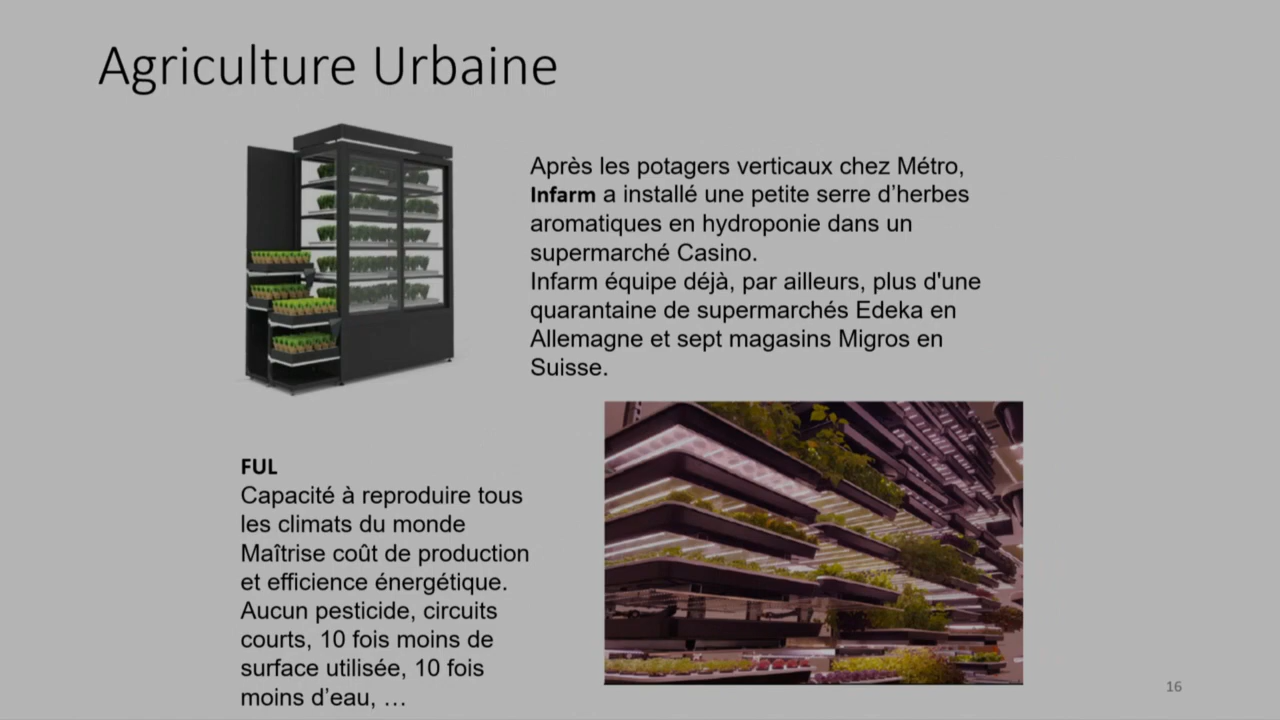 Agriculture Urbaine
Après les potagers verticaux chez Métro,
Infarm a installé une petite serre d’herbes
aromatiques en hydroponie dans un
supermarché Casino.
Infarm équipe déjà, par ailleurs, plus d'une
quarantaine de supermarchés Edeka en
Allemagne et sept magasins Migros en
Suisse.
FUL
Capacité à reproduire tous
les climats du monde
Maîtrise coût de production
et efficience énergétique.
Aucun pesticide, circuits
courts, 10 fois moins de
surface utilisée, 10 fois
moins d’eau, …
16